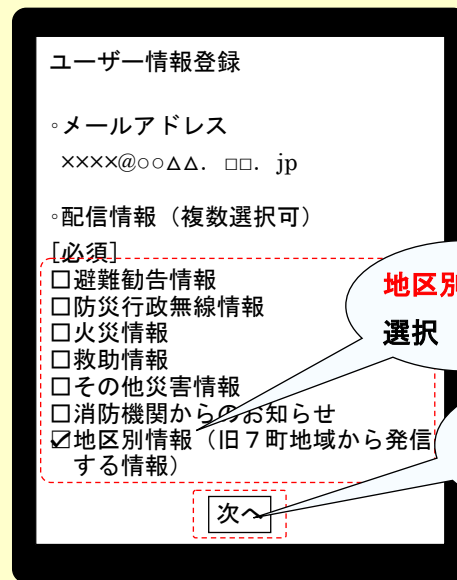 ユーザー情報登録
◦メールアドレス
××××@○○△△．□□．jp
◦配信情報（複数選択可）
[必須]
□避難勧告情報
□防災行政無線情報
□火災情報
□救助情報
□その他災害情報
□消防機関からのお知らせ
☑地区別情報（旧７町地域から発信
する情報）
地区別
選択
次へ